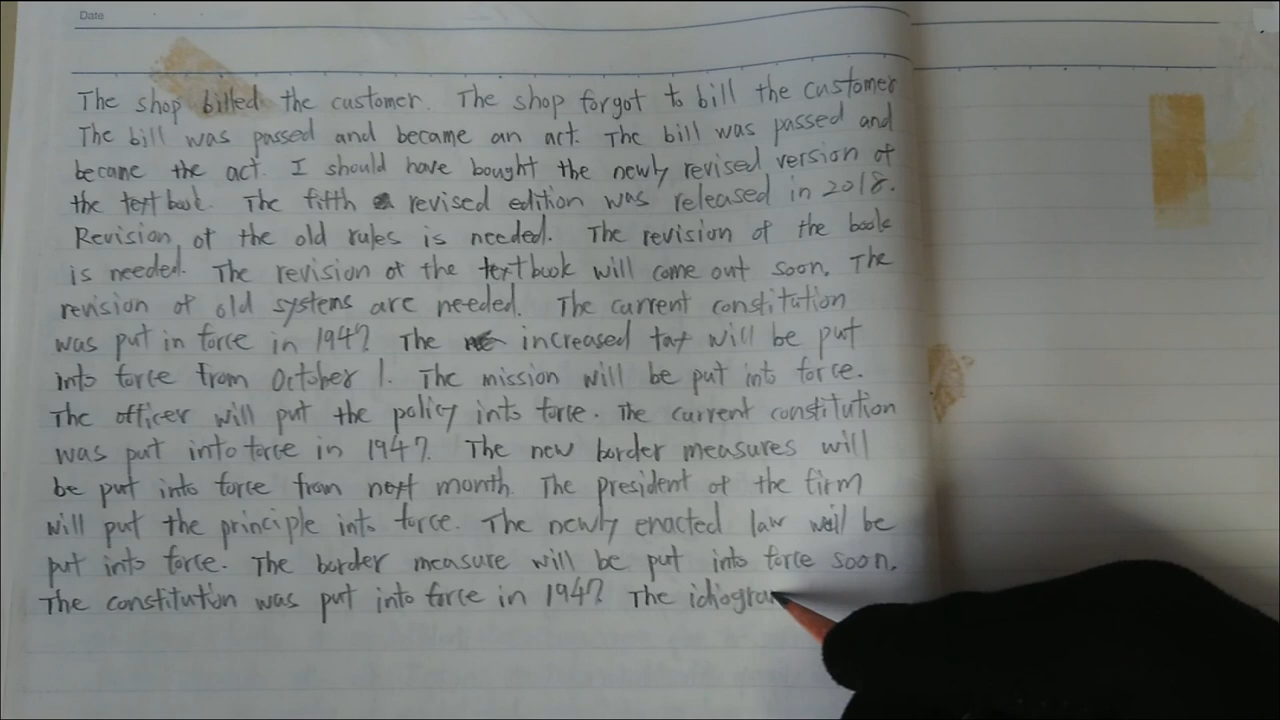 Date
The shop billed the customer. The shop forgot to bill the customer
The bill was passed and became an act. The bill was passed and
became the act. I should have bought the newly revised version of
the textbook. The fifth revised edition was released in 2018.
Revision of the old rules is needed. The revision of the book
is needed. The revision of the textbook will come out soon. The
revision of old systems are needed. The current constitution
was put in force in 1947. The increased tax will be put
into force from October 1. The mission will be put into force.
The officer will put the policy into force. The current constitution
was put into force in 1947. The new border measures will
be put into force from next month. The president of the firm
will put the principle into force. The newly enacted law will be
put into force. The border measure will be put into force soon.
The constitution was put into force in 1947. The idiogra